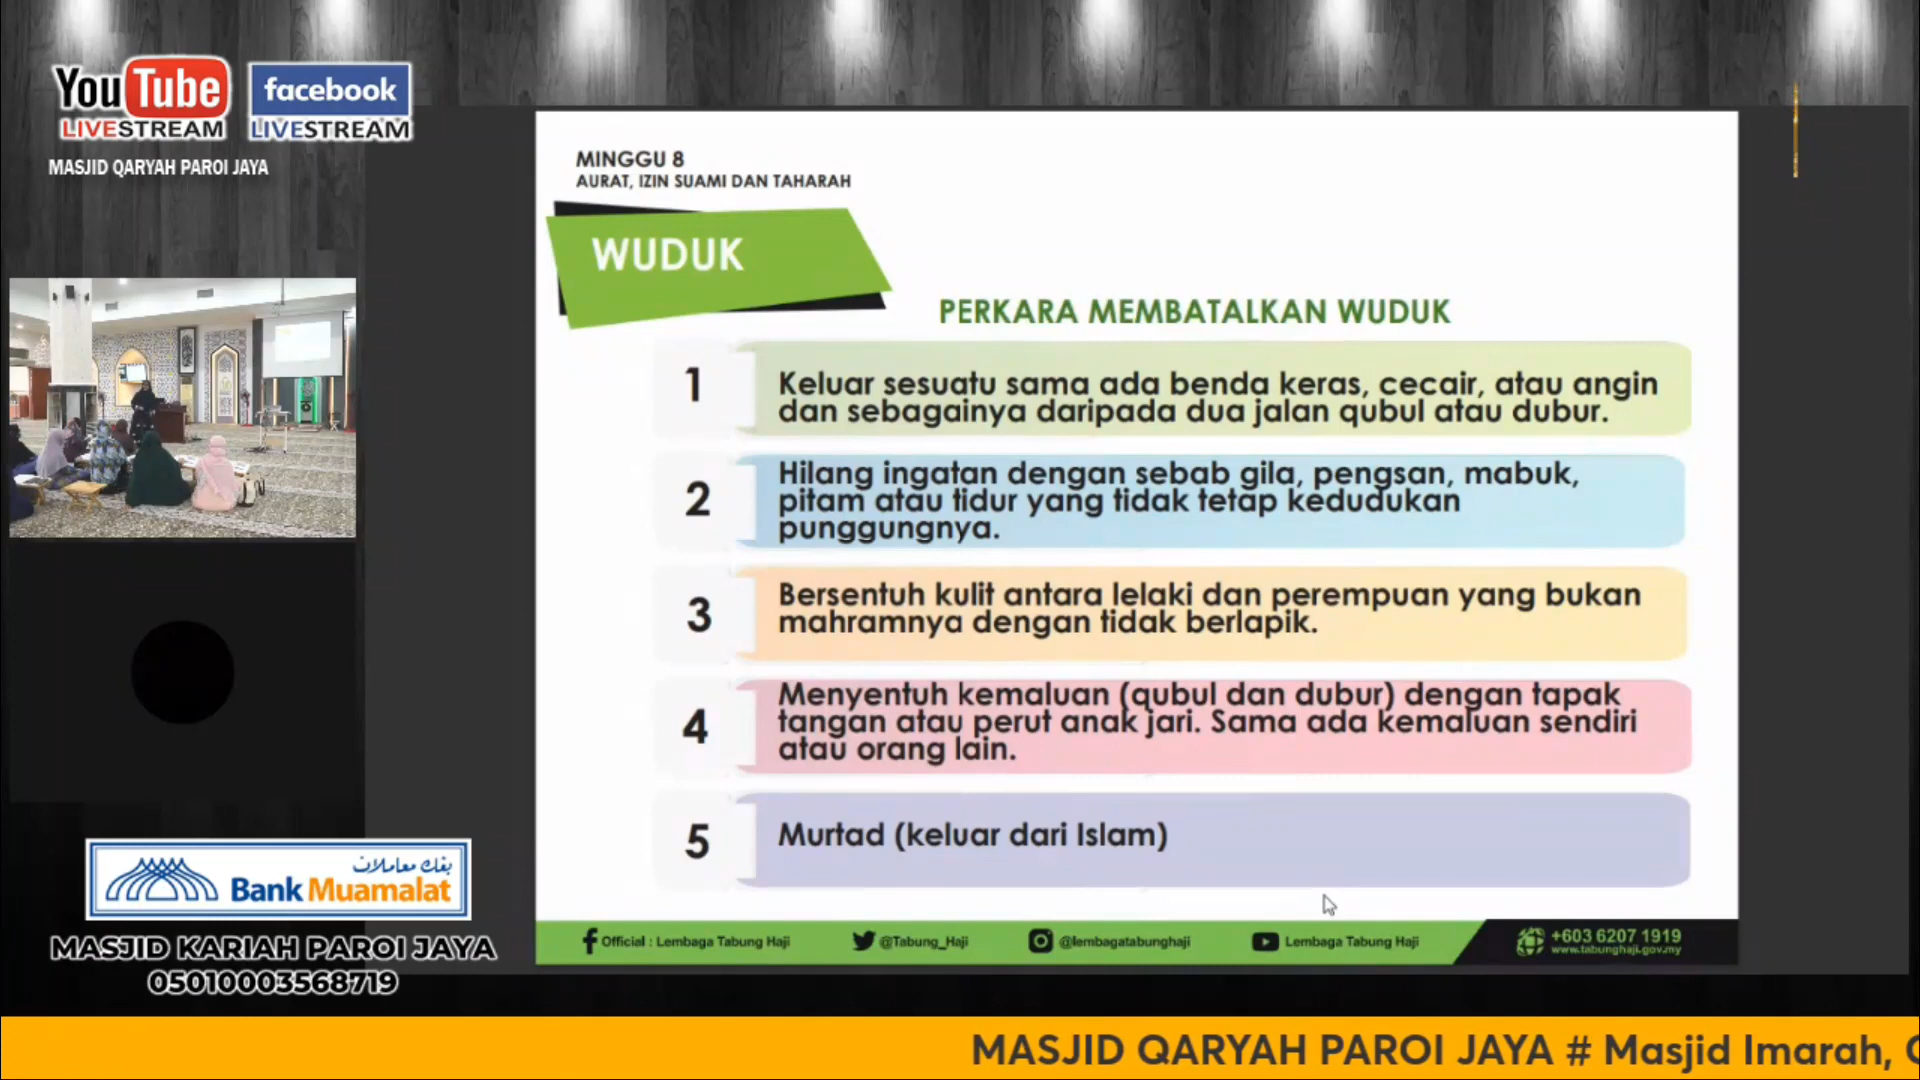 YouTube
LIVESTREAM
facebook
LIVESTREAM
MASJID QARYAH PAROI JAYA
MINGGU 8
AURAT, IZIN SUAMI DAN TAHARAH
WUDUK
PERKARA MEMBATALKAN WUDUK
1
Keluar sesuatu sama ada benda keras, cecair, atau angin
dan sebagainya daripada dua jalan qubul atau dubur.
2
Hilang ingatan dengan sebab gila, pengsan, mabuk,
pitam atau tidur yang tidak tetap kedudukan
punggungnya.
3
Bersentuh kulit antara lelaki dan perempuan yang bukan
mahramnya dengan tidak berlapik.
4
Menyentuh kemaluan (qubul dan dubur) dengan tapak
tangan atau perut anak jari. Sama ada kemaluan sendiri
atau orang lain.
5
Murtad (keluar dari Islam)
Official : Lembaga Tabung Haji
@Tabung_Haji
@lembagatabunghaji
Lembaga Tabung Haji
+603 6207 1919
www.tabunghaji.gov.my
بنك معاملات
Bank Muamalat
MASJID KARIAH PAROI JAYA
05010003568719
MASJID QARYAH PAROI JAYA # Masjid Imarah,